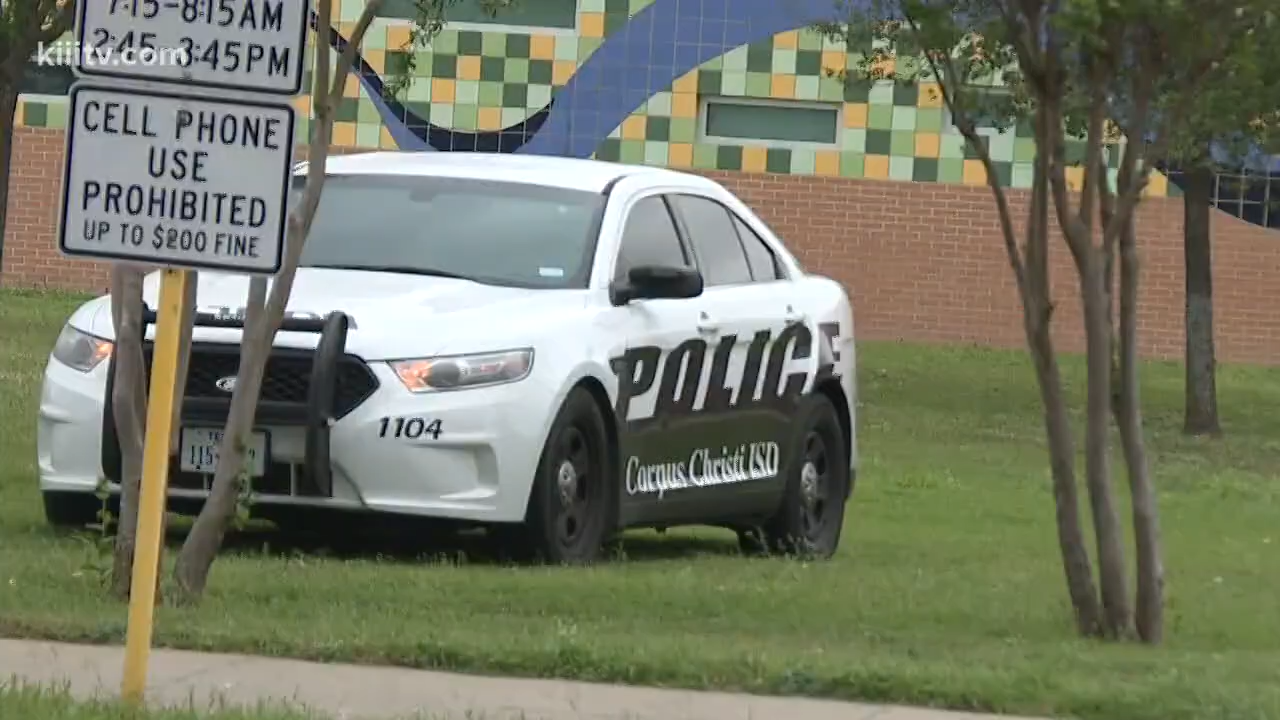 7:15-8:15AM
2:45-3:45PM
kiiitv.com
CELL PHONE
USE
PROHIBITED
UP TO $200 FINE
1104
POLICE
Corpus Christi ISD